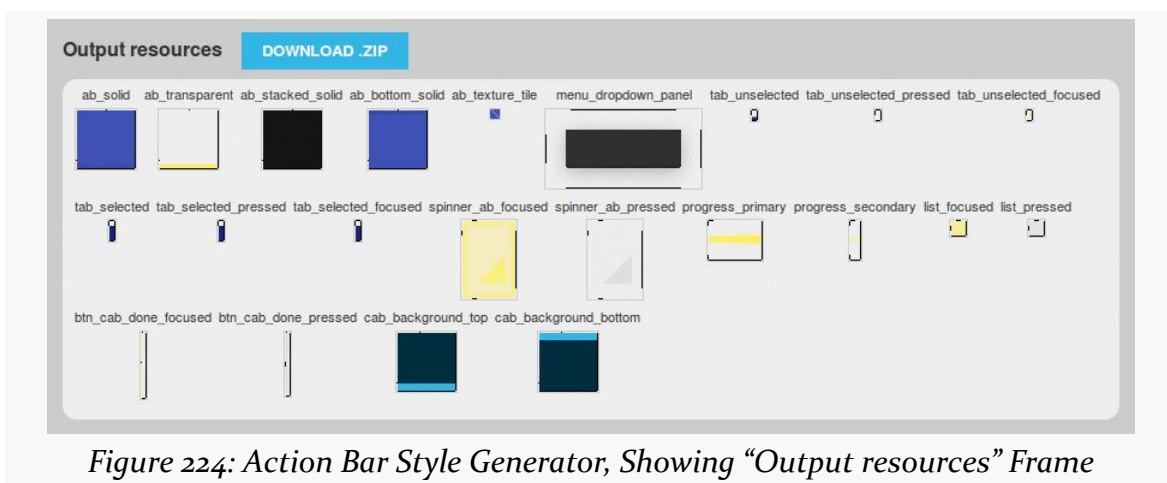 Output resources DOWNLOAD .ZIP
ab_solid ab_transparent ab_stacked_solid ab_bottom_solid ab_texture_tile menu_dropdown_panel tab_unselected tab_unselected_pressed tab_unselected_focused
tab_selected tab_selected_pressed tab_selected_focused spinner_ab_focused spinner_ab_pressed progress_primary progress_secondary list_focused list_pressed
btn_cab_done_focused btn_cab_done_pressed cab_background_top cab_background_bottom
Figure 224: Action Bar Style Generator, Showing “Output resources” Frame